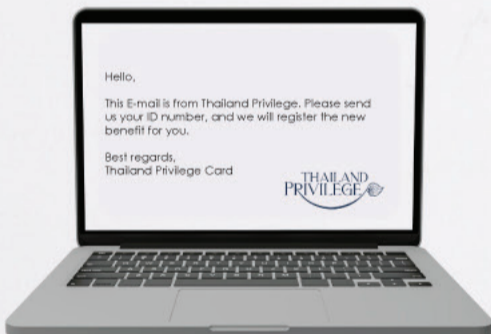 Hello,
This E-mail is from Thailand Privilege. Please send
us your ID number, and we will register the new
benefit for you.
Best regards,
Thailand Privilege Card
THAILAND
PRIVILEGE